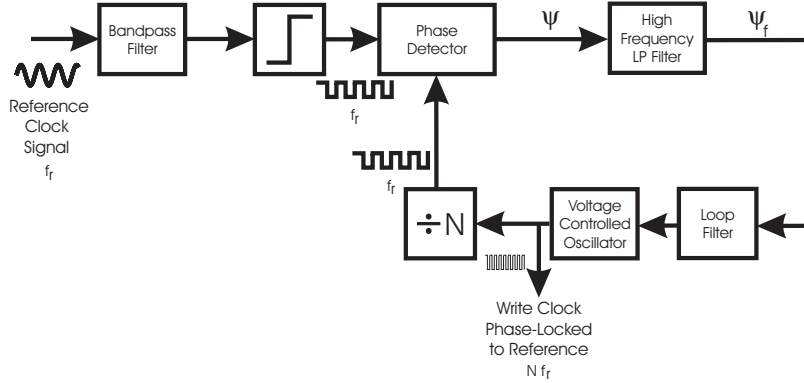 Bandpass
Filter
Phase
Detector
ψ
High
Frequency
LP Filter
ψf
Reference
Clock
Signal
fr
fr
fr
÷N
Voltage
Controlled
Oscillator
Loop
Filter
Write Clock
Phase-Locked
to Reference
N fr